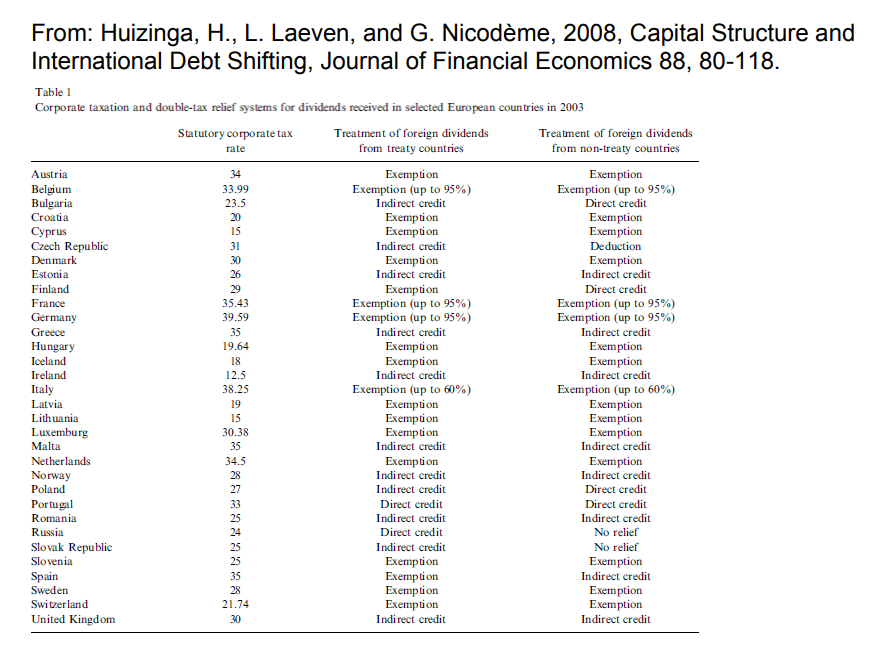 From: Huizinga, H., L. Laeven, and G. Nicodème, 2008, Capital Structure and
International Debt Shifting, Journal of Financial Economics 88, 80-118.
Table 1
Corporate taxation and double-tax relief systems for dividends received in selected European countries in 2003
Statutory corporate tax rate Treatment of foreign dividends from treaty countries Treatment of foreign dividends from non-treaty countries
Austria 34 Exemption Exemption
Belgium 33.99 Exemption (up to 95%) Exemption (up to 95%)
Bulgaria 23.5 Indirect credit Direct credit
Croatia 20 Exemption Exemption
Cyprus 15 Exemption Exemption
Czech Republic 31 Indirect credit Deduction
Denmark 30 Exemption Exemption
Estonia 26 Indirect credit Indirect credit
Finland 29 Exemption Direct credit
France 35.43 Exemption (up to 95%) Exemption (up to 95%)
Germany 39.59 Exemption (up to 95%) Exemption (up to 95%)
Greece 35 Indirect credit Indirect credit
Hungary 19.64 Exemption Exemption
Iceland 18 Exemption Exemption
Ireland 12.5 Indirect credit Indirect credit
Italy 38.25 Exemption (up to 60%) Exemption (up to 60%)
Latvia 19 Exemption Exemption
Lithuania 15 Exemption Exemption
Luxemburg 30.38 Exemption Exemption
Malta 35 Indirect credit Indirect credit
Netherlands 34.5 Exemption Exemption
Norway 28 Indirect credit Indirect credit
Poland 27 Indirect credit Direct credit
Portugal 33 Direct credit Direct credit
Romania 25 Indirect credit Indirect credit
Russia 24 Direct credit No relief
Slovak Republic 25 Indirect credit No relief
Slovenia 25 Exemption Exemption
Spain 35 Exemption Indirect credit
Sweden 28 Exemption Exemption
Switzerland 21.74 Exemption Exemption
United Kingdom 30 Indirect credit Indirect credit